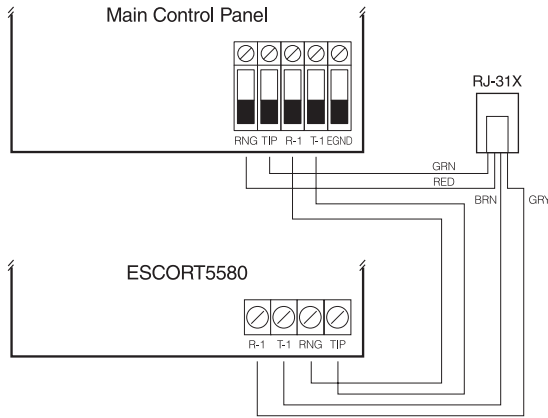 Main Control Panel
RJ-31X
RNG TIP R-1 T-1 EGND
GRN
RED
BRN GRY
ESCORT5580
R-1 T-1 RNG TIP